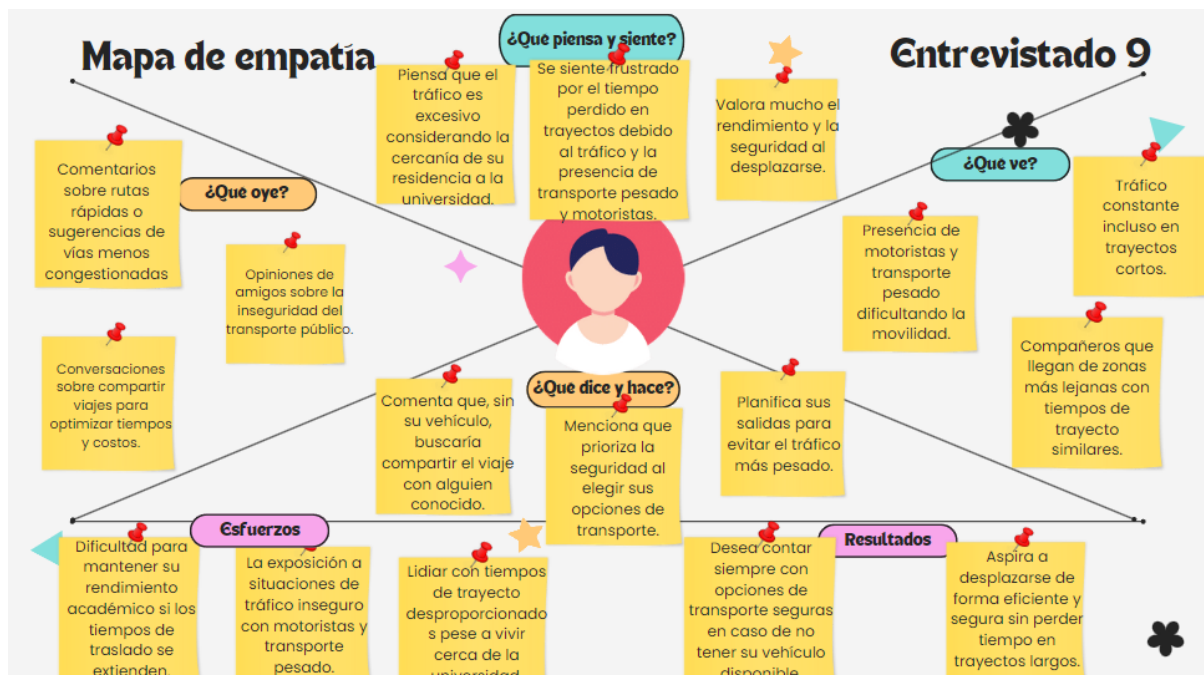 Mapa de empatía
Entrevistado 9
¿Qué piensa y siente?
Piensa que el
tráfico es
excesivo
considerando la
cercanía de su
residencia a la
universidad.
Se siente frustrado
por el tiempo
perdido en
trayectos debido
al tráfico y la
presencia de
transporte pesado
y motoristas.
Valora mucho el
rendimiento y la
seguridad al
desplazarse.
¿Qué oye?
Comentarios
sobre rutas
rápidas o
sugerencias de
vías menos
congestionadas
Opiniones de
amigos sobre la
inseguridad del
transporte público.
Conversaciones
sobre compartir
viajes para
optimizar tiempos
y costos.
¿Qué ve?
Tráfico
constante
incluso en
trayectos
cortos.
Presencia de
motoristas y
transporte
pesado
dificultando la
movilidad.
Compañeros que
llegan de zonas
más lejanas con
tiempos de
trayecto
similares.
¿Qué dice y hace?
Comenta que, sin
su vehículo,
buscaría
compartir el viaje
con alguien
conocido.
Menciona que
prioriza la
seguridad al
elegir sus
opciones de
transporte.
Planifica sus
salidas para
evitar el tráfico
más pesado.
Esfuerzos
Dificultad para
mantener su
rendimiento
académico si los
tiempos de
traslado se
extienden.
La exposición a
situaciones de
tráfico inseguro
con motoristas y
transporte
pesado.
Lidiar con tiempos
de trayecto
desproporcionado
s pese a vivir
cerca de la
universidad
Resultados
Desea contar
siempre con
opciones de
transporte seguras
en caso de no
tener su vehículo
disponible
Aspira a
desplazarse de
forma eficiente y
segura sin perder
tiempo en
trayectos largos.